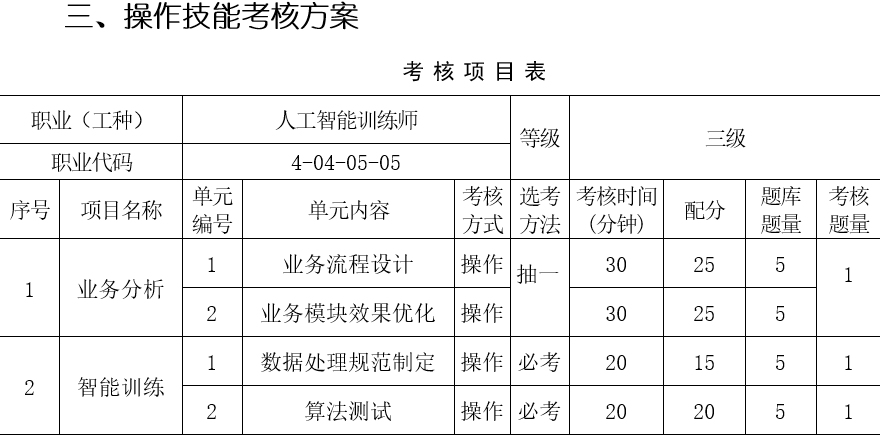 三、操作技能考核方案
考 核 项 目 表
职业（工种） 人工智能训练师 等级 三级
职业代码 4-04-05-05
序号 项目名称 单元编号 单元内容 考核方式 选考方法 考核时间(分钟) 配分 题库题量 考核题量
1 业务分析 1 业务流程设计 操作 抽一 30 25 5 1
2 业务模块效果优化 操作 30 25 5
2 智能训练 1 数据处理规范制定 操作 必考 20 15 5 1
2 算法测试 操作 必考 20 20 5 1